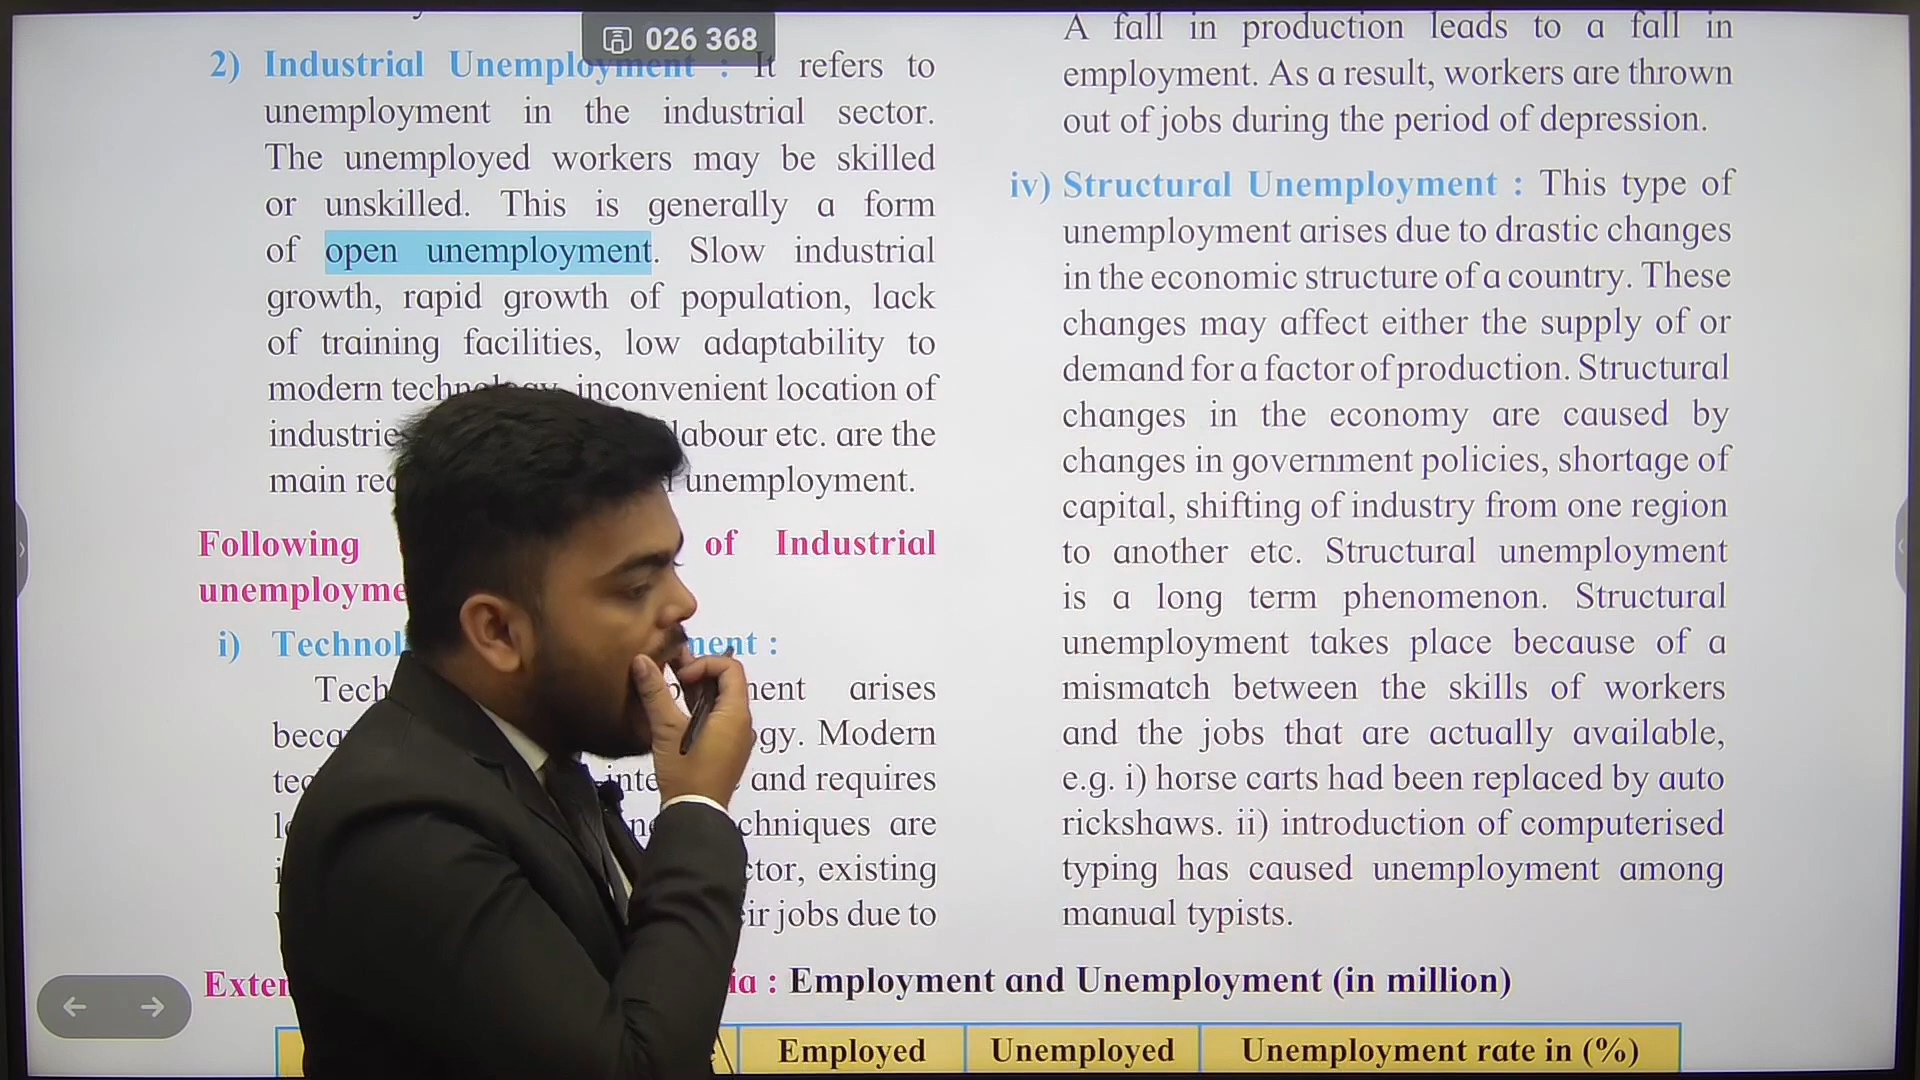 026 368
2) Industrial Unemployment : It refers to
unemployment in the industrial sector.
The unemployed workers may be skilled
or unskilled. This is generally a form
of open unemployment. Slow industrial
growth, rapid growth of population, lack
of training facilities, low adaptability to
modern technology, inconvenient location of
labour etc. are the
main unemployment.
Following of Industrial
i)
arises
Modern
and requires
are
existing
jobs due to
A fall in production leads to a fall in
employment. As a result, workers are thrown
out of jobs during the period of depression.
iv) Structural Unemployment : This type of
unemployment arises due to drastic changes
in the economic structure of a country. These
changes may affect either the supply of or
demand for a factor of production. Structural
changes in the economy are caused by
changes in government policies, shortage of
capital, shifting of industry from one region
to another etc. Structural unemployment
is a long term phenomenon. Structural
unemployment takes place because of a
mismatch between the skills of workers
and the jobs that are actually available,
e.g. i) horse carts had been replaced by auto
rickshaws. ii) introduction of computerised
typing has caused unemployment among
manual typists.
: Employment and Unemployment (in million)
Employed Unemployed Unemployment rate in (%)